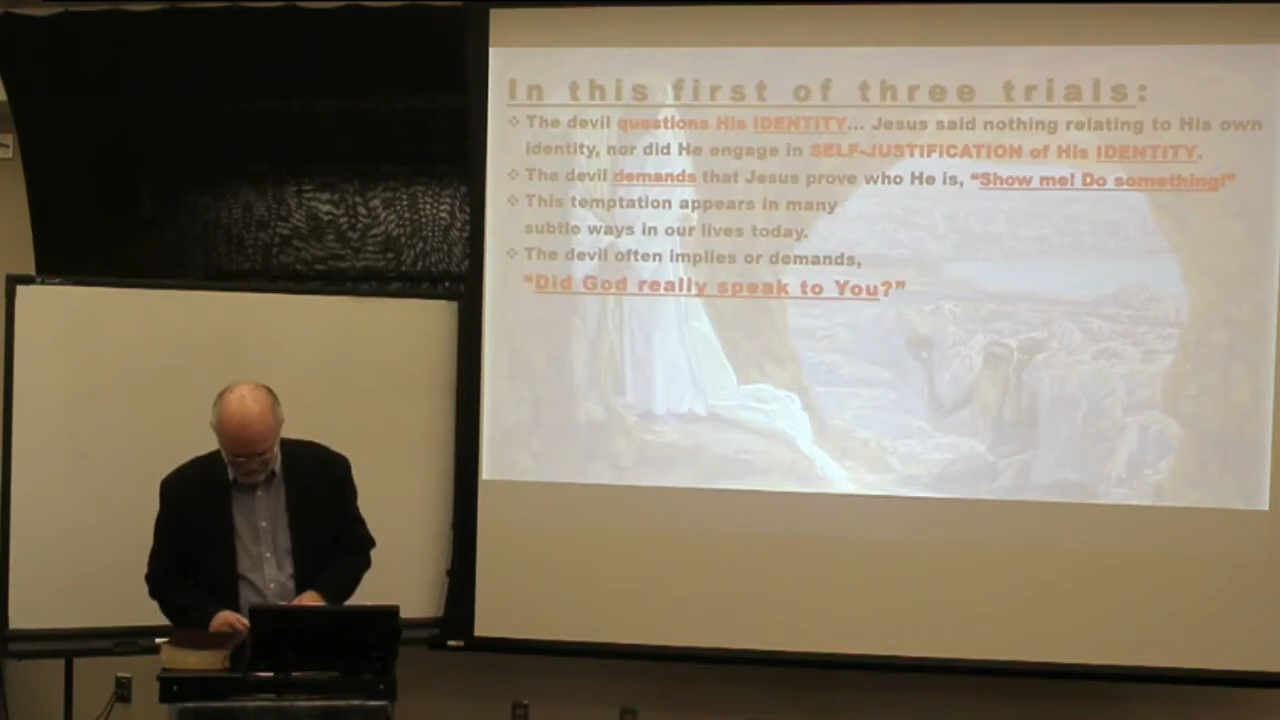 In this first of three trials:
❖ The devil questions His IDENTITY... Jesus said nothing relating to His own
identity, nor did He engage in SELF-JUSTIFICATION of His IDENTITY.
❖ The devil demands that Jesus prove who He is, “Show me! Do something!”
❖ This temptation appears in many
subtle ways in our lives today.
❖ The devil often implies or demands,
“Did God really speak to You?”